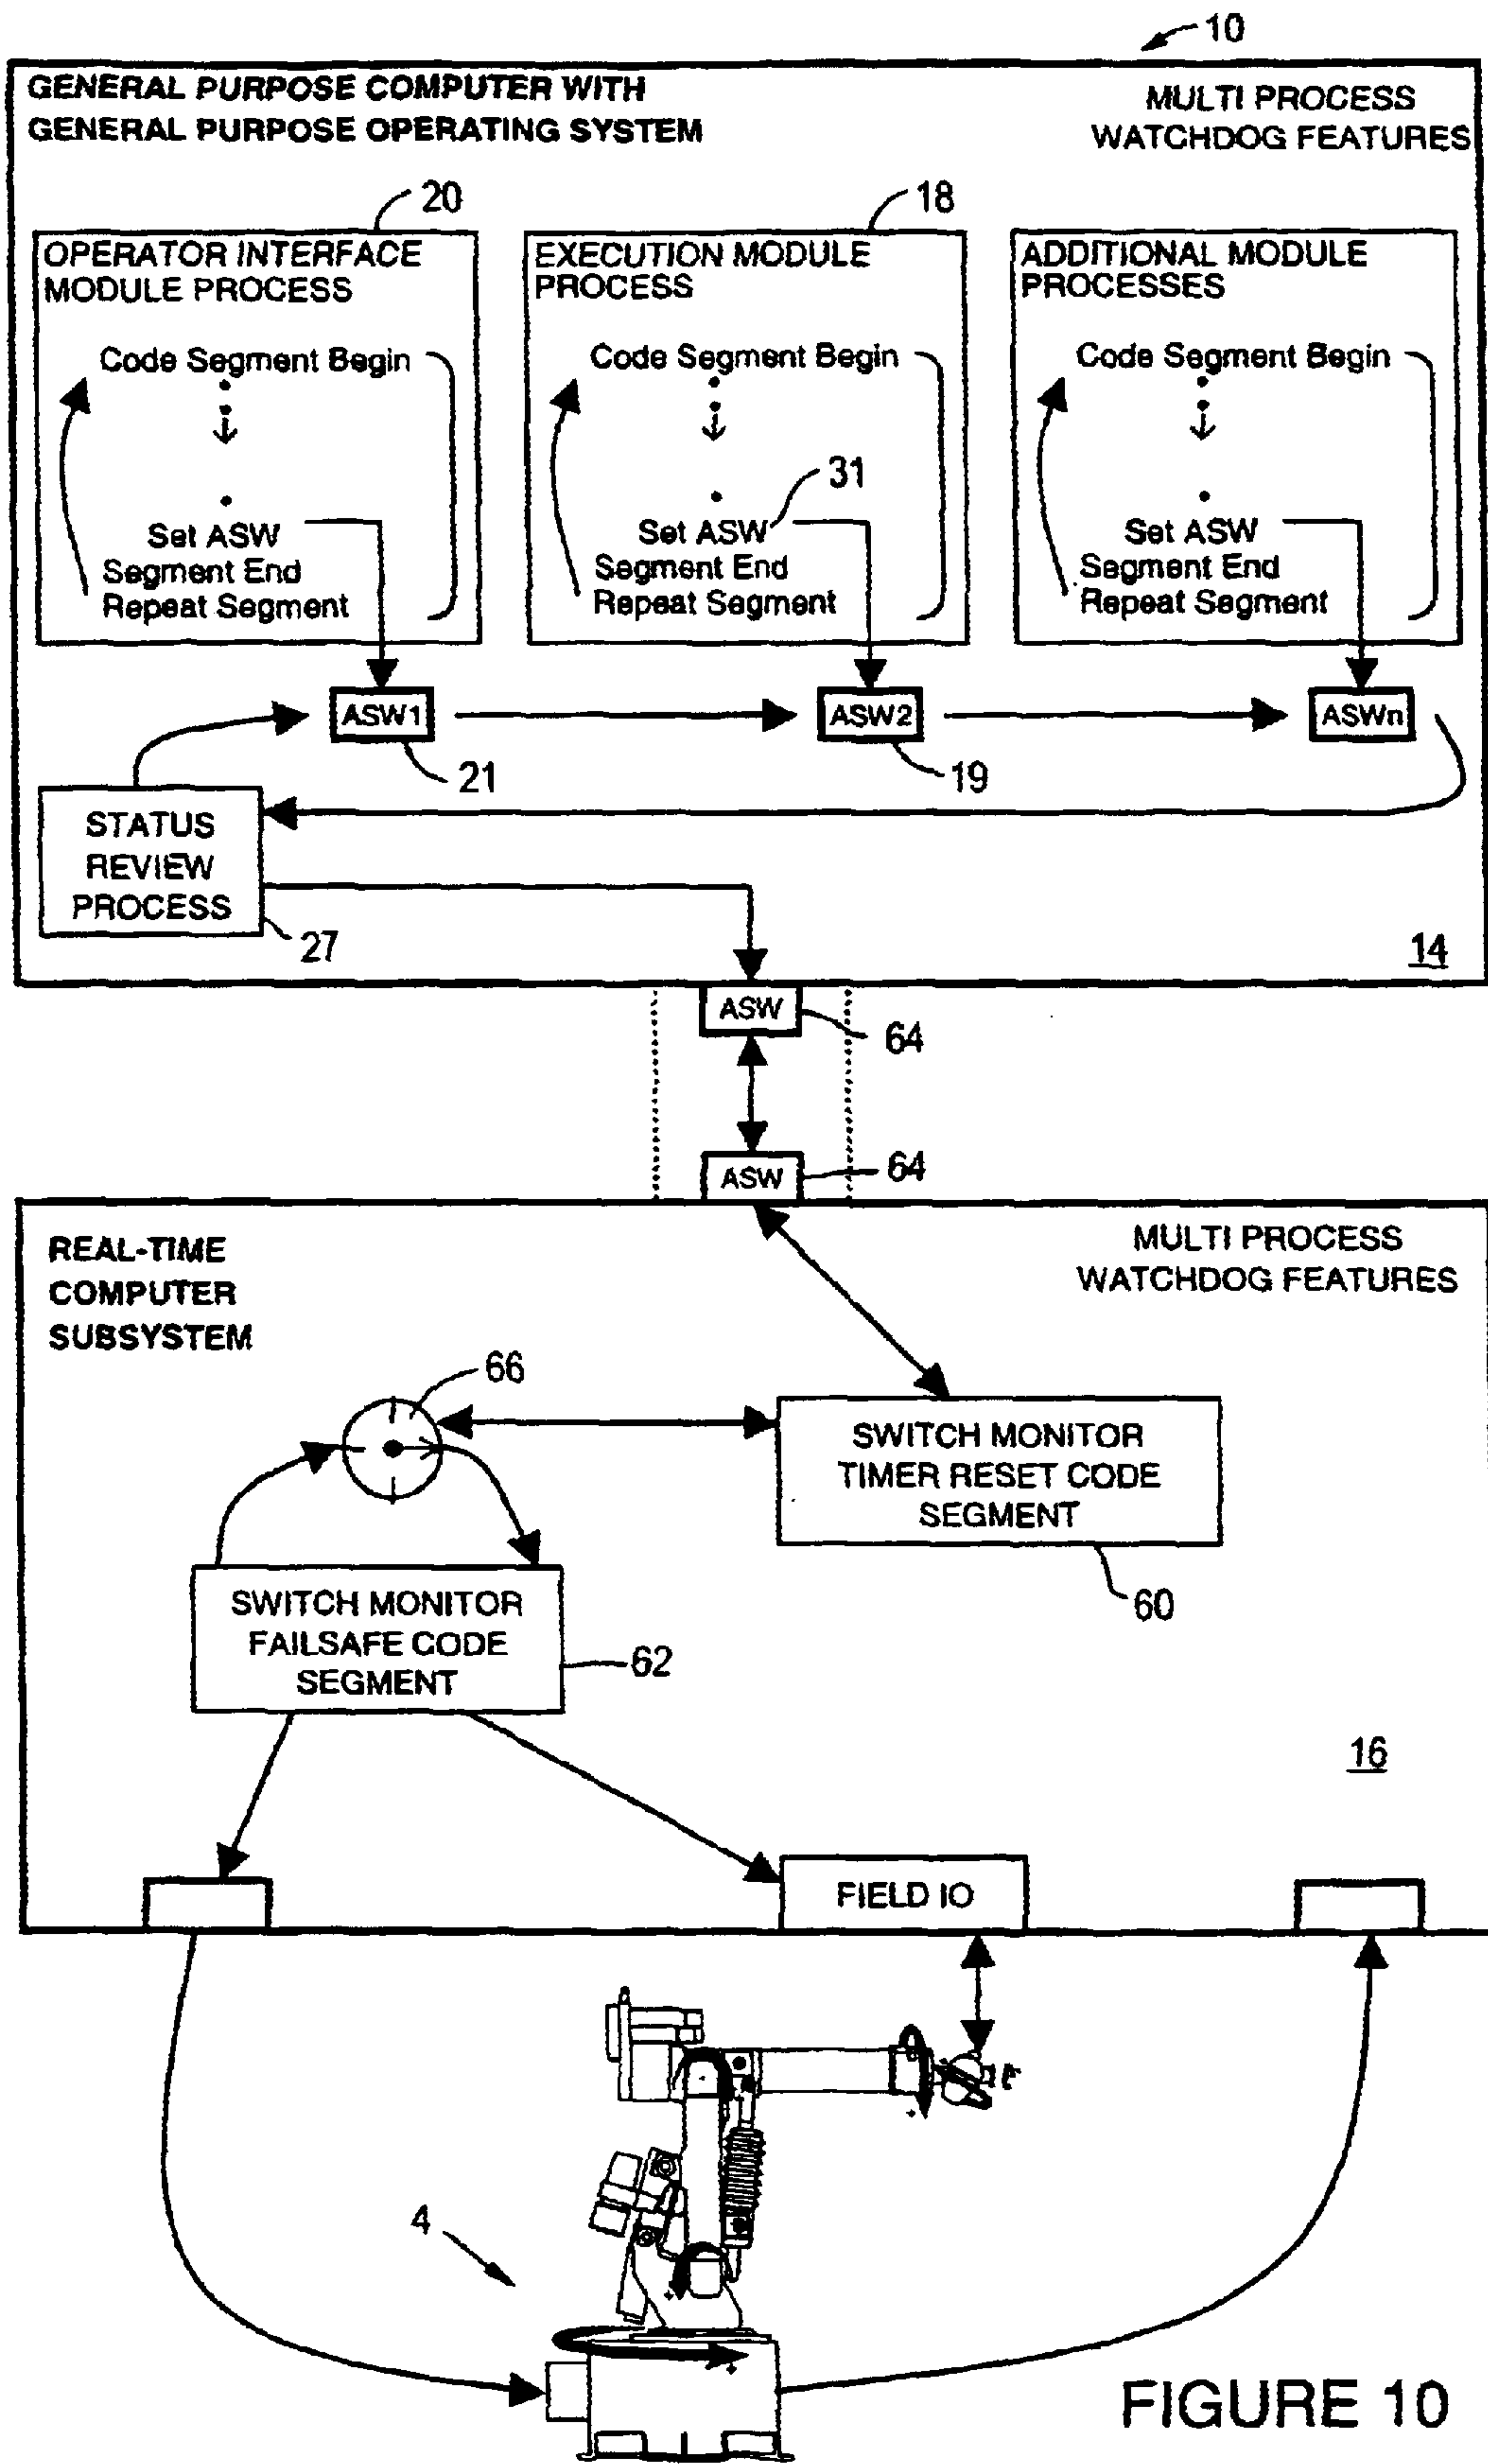 10
GENERAL PURPOSE COMPUTER WITH
GENERAL PURPOSE OPERATING SYSTEM
MULTI PROCESS
WATCHDOG FEATURES
20
18
OPERATOR INTERFACE
MODULE PROCESS
Code Segment Begin
Set ASW
Segment End
Repeat Segment
EXECUTION MODULE
PROCESS
Code Segment Begin
31
Set ASW
Segment End
Repeat Segment
ADDITIONAL MODULE
PROCESSES
Code Segment Begin
Set ASW
Segment End
Repeat Segment
ASW1
ASW2
ASWn
21
19
STATUS
REVIEW
PROCESS
27
14
ASW
64
ASW
64
REAL-TIME
COMPUTER
SUBSYSTEM
MULTI PROCESS
WATCHDOG FEATURES
66
SWITCH MONITOR
TIMER RESET CODE
SEGMENT
60
SWITCH MONITOR
FAILSAFE CODE
SEGMENT
62
16
FIELD IO
4
FIGURE 10